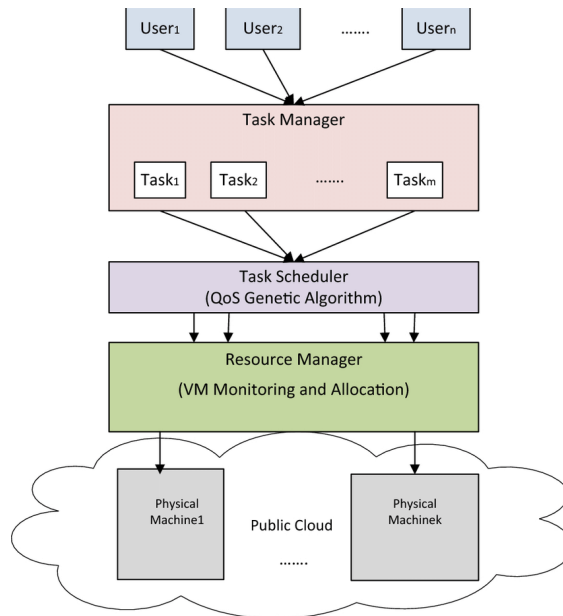 User₁ User₂ ....... Userₙ
Task Manager
Task₁ Task₂ ....... Taskₘ
Task Scheduler
(QoS Genetic Algorithm)
Resource Manager
(VM Monitoring and Allocation)
Physical
Machine1
Public Cloud
.......
Physical
Machinek